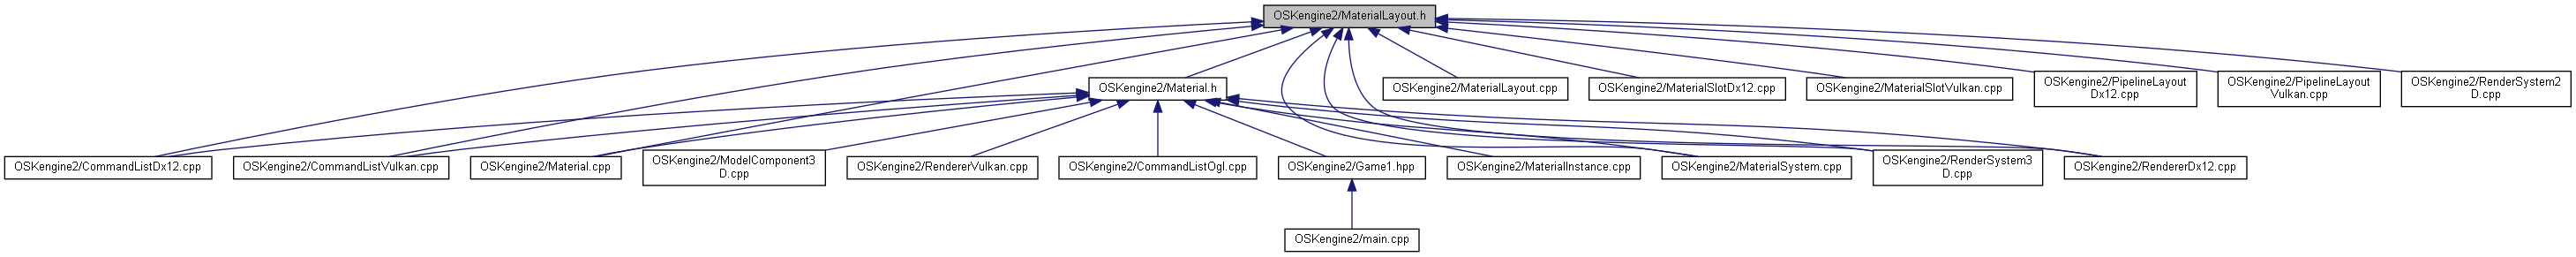 OSKengine2/MaterialLayout.h
OSKengine2/Material.h
OSKengine2/MaterialLayout.cpp
OSKengine2/MaterialSlotDx12.cpp
OSKengine2/MaterialSlotVulkan.cpp
OSKengine2/PipelineLayout
Dx12.cpp
OSKengine2/PipelineLayout
Vulkan.cpp
OSKengine2/RenderSystem2
D.cpp
OSKengine2/CommandListDx12.cpp
OSKengine2/CommandListVulkan.cpp
OSKengine2/Material.cpp
OSKengine2/ModelComponent3
D.cpp
OSKengine2/RendererVulkan.cpp
OSKengine2/CommandListOgl.cpp
OSKengine2/Game1.hpp
OSKengine2/MaterialInstance.cpp
OSKengine2/MaterialSystem.cpp
OSKengine2/RenderSystem3
D.cpp
OSKengine2/RendererDx12.cpp
OSKengine2/main.cpp